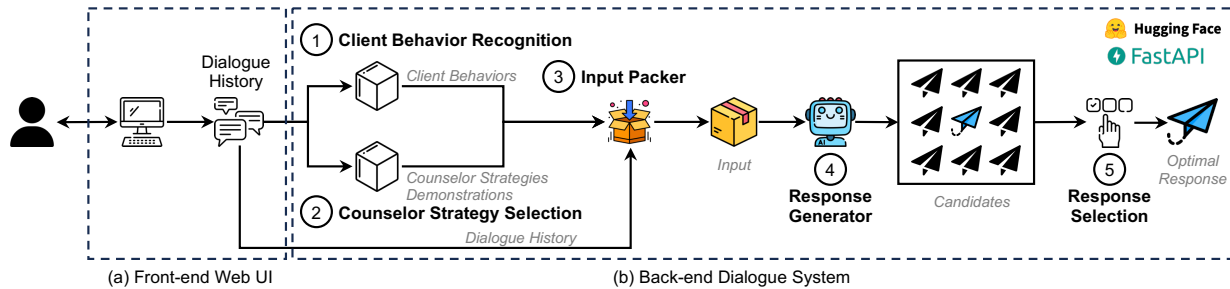 Dialogue
History
1 Client Behavior Recognition
Client Behaviors
Counselor Strategies
Demonstrations
2 Counselor Strategy Selection
Dialogue History
3 Input Packer
Input
AI
4
Response
Generator
Candidates
5
Response
Selection
Optimal
Response
Hugging Face
FastAPI
(a) Front-end Web UI
(b) Back-end Dialogue System